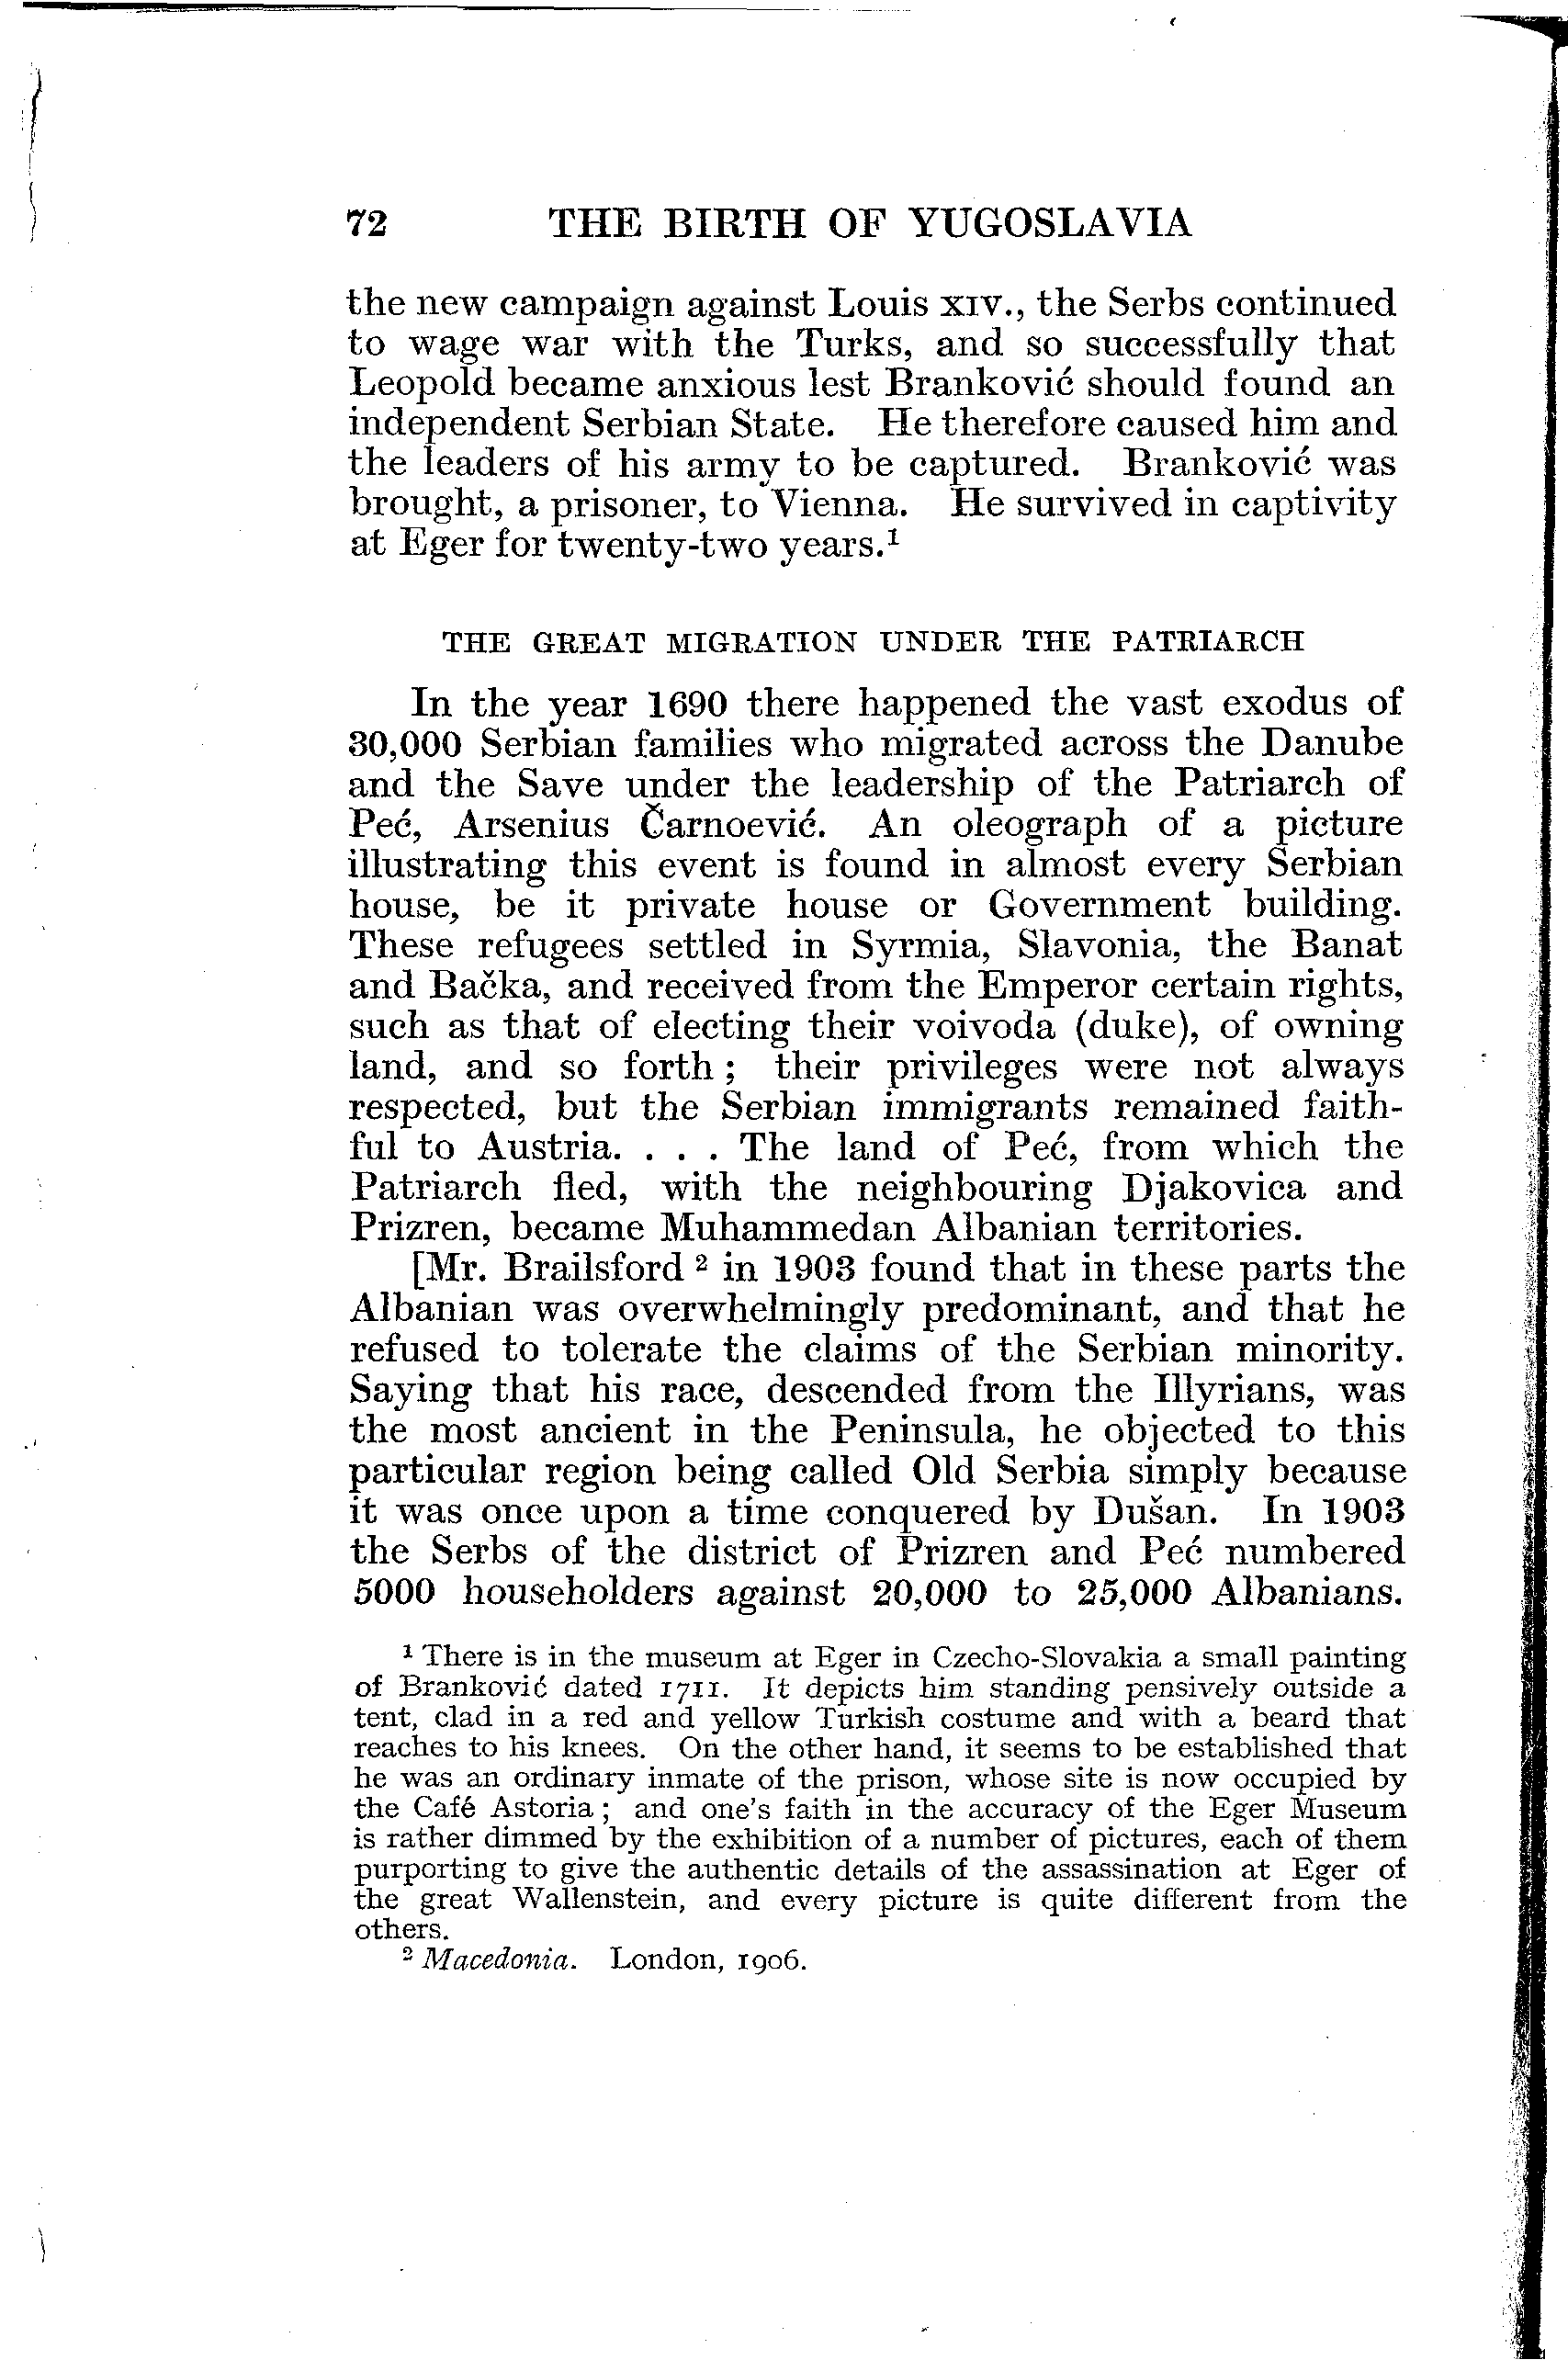 72 THE BIRTH OF YUGOSLAVIA
the new campaign against Louis XIV., the Serbs continued
to wage war with the Turks, and so successfully that
Leopold became anxious lest Branković should found an
independent Serbian State. He therefore caused him and
the leaders of his army to be captured. Branković was
brought, a prisoner, to Vienna. He survived in captivity
at Eger for twenty-two years.¹
THE GREAT MIGRATION UNDER THE PATRIARCH
In the year 1690 there happened the vast exodus of
30,000 Serbian families who migrated across the Danube
and the Save under the leadership of the Patriarch of
Peć, Arsenius Čarnoević. An oleograph of a picture
illustrating this event is found in almost every Serbian
house, be it private house or Government building.
These refugees settled in Syrmia, Slavonia, the Banat
and Bačka, and received from the Emperor certain rights,
such as that of electing their voivoda (duke), of owning
land, and so forth; their privileges were not always
respected, but the Serbian immigrants remained faith-
ful to Austria. . . . The land of Peć, from which the
Patriarch fled, with the neighbouring Djakovica and
Prizren, became Muhammedan Albanian territories.
[Mr. Brailsford ² in 1903 found that in these parts the
Albanian was overwhelmingly predominant, and that he
refused to tolerate the claims of the Serbian minority.
Saying that his race, descended from the Illyrians, was
the most ancient in the Peninsula, he objected to this
particular region being called Old Serbia simply because
it was once upon a time conquered by Dušan. In 1903
the Serbs of the district of Prizren and Peć numbered
5000 householders against 20,000 to 25,000 Albanians.
¹ There is in the museum at Eger in Czecho-Slovakia a small painting
of Branković dated 1711. It depicts him standing pensively outside a
tent, clad in a red and yellow Turkish costume and with a beard that
reaches to his knees. On the other hand, it seems to be established that
he was an ordinary inmate of the prison, whose site is now occupied by
the Café Astoria; and one's faith in the accuracy of the Eger Museum
is rather dimmed by the exhibition of a number of pictures, each of them
purporting to give the authentic details of the assassination at Eger of
the great Wallenstein, and every picture is quite different from the
others.
² Macedonia. London, 1906.